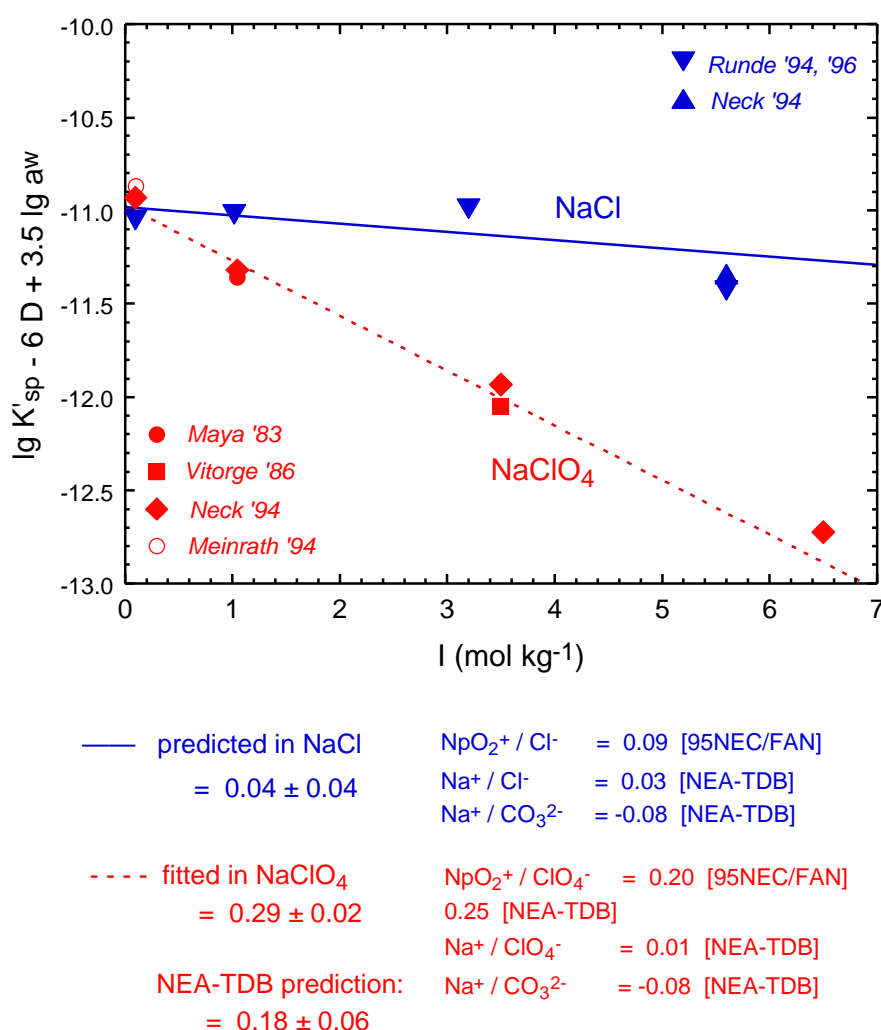 -10.0
-10.5
-11.0
-11.5
-12.0
-12.5
-13.0
lg K'sp - 6 D + 3.5 lg aw
Runde '94, '96
Neck '94
NaCl
Maya '83
Vitorge '86
Neck '94
Meinrath '94
NaClO4
0 1 2 3 4 5 6 7
I (mol kg-1)
predicted in NaCl
= 0.04 ± 0.04
NpO2+ / Cl- = 0.09 [95NEC/FAN]
Na+ / Cl- = 0.03 [NEA-TDB]
Na+ / CO32- = -0.08 [NEA-TDB]
fitted in NaClO4
= 0.29 ± 0.02
NEA-TDB prediction:
= 0.18 ± 0.06
NpO2+ / ClO4- = 0.20 [95NEC/FAN]
0.25 [NEA-TDB]
Na+ / ClO4- = 0.01 [NEA-TDB]
Na+ / CO32- = -0.08 [NEA-TDB]